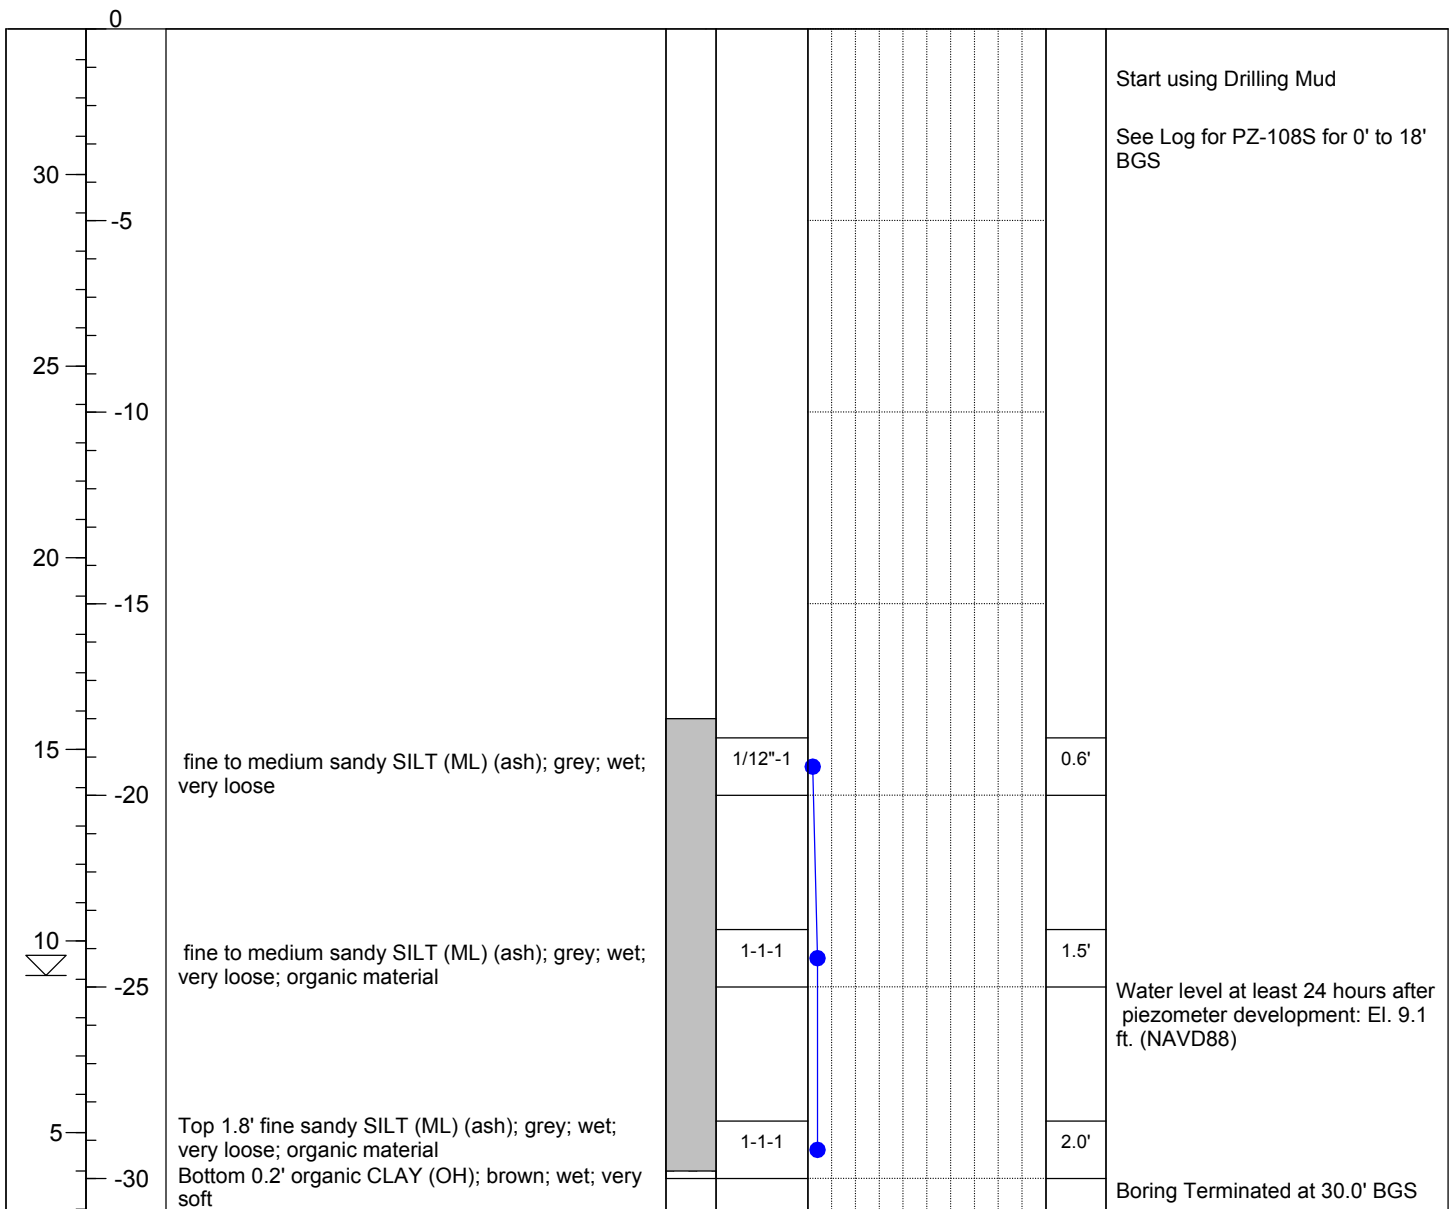 0
Start using Drilling Mud
See Log for PZ-108S for 0' to 18'
BGS
30
-5
25
-10
20
-15
15
fine to medium sandy SILT (ML) (ash); grey; wet;
very loose
1/12"-1
0.6'
-20
10
fine to medium sandy SILT (ML) (ash); grey; wet;
very loose; organic material
1-1-1
1.5'
-25
Water level at least 24 hours after
piezometer development: El. 9.1
ft. (NAVD88)
5
Top 1.8' fine sandy SILT (ML) (ash); grey; wet;
very loose; organic material
1-1-1
2.0'
-30
Bottom 0.2' organic CLAY (OH); brown; wet; very
soft
Boring Terminated at 30.0' BGS